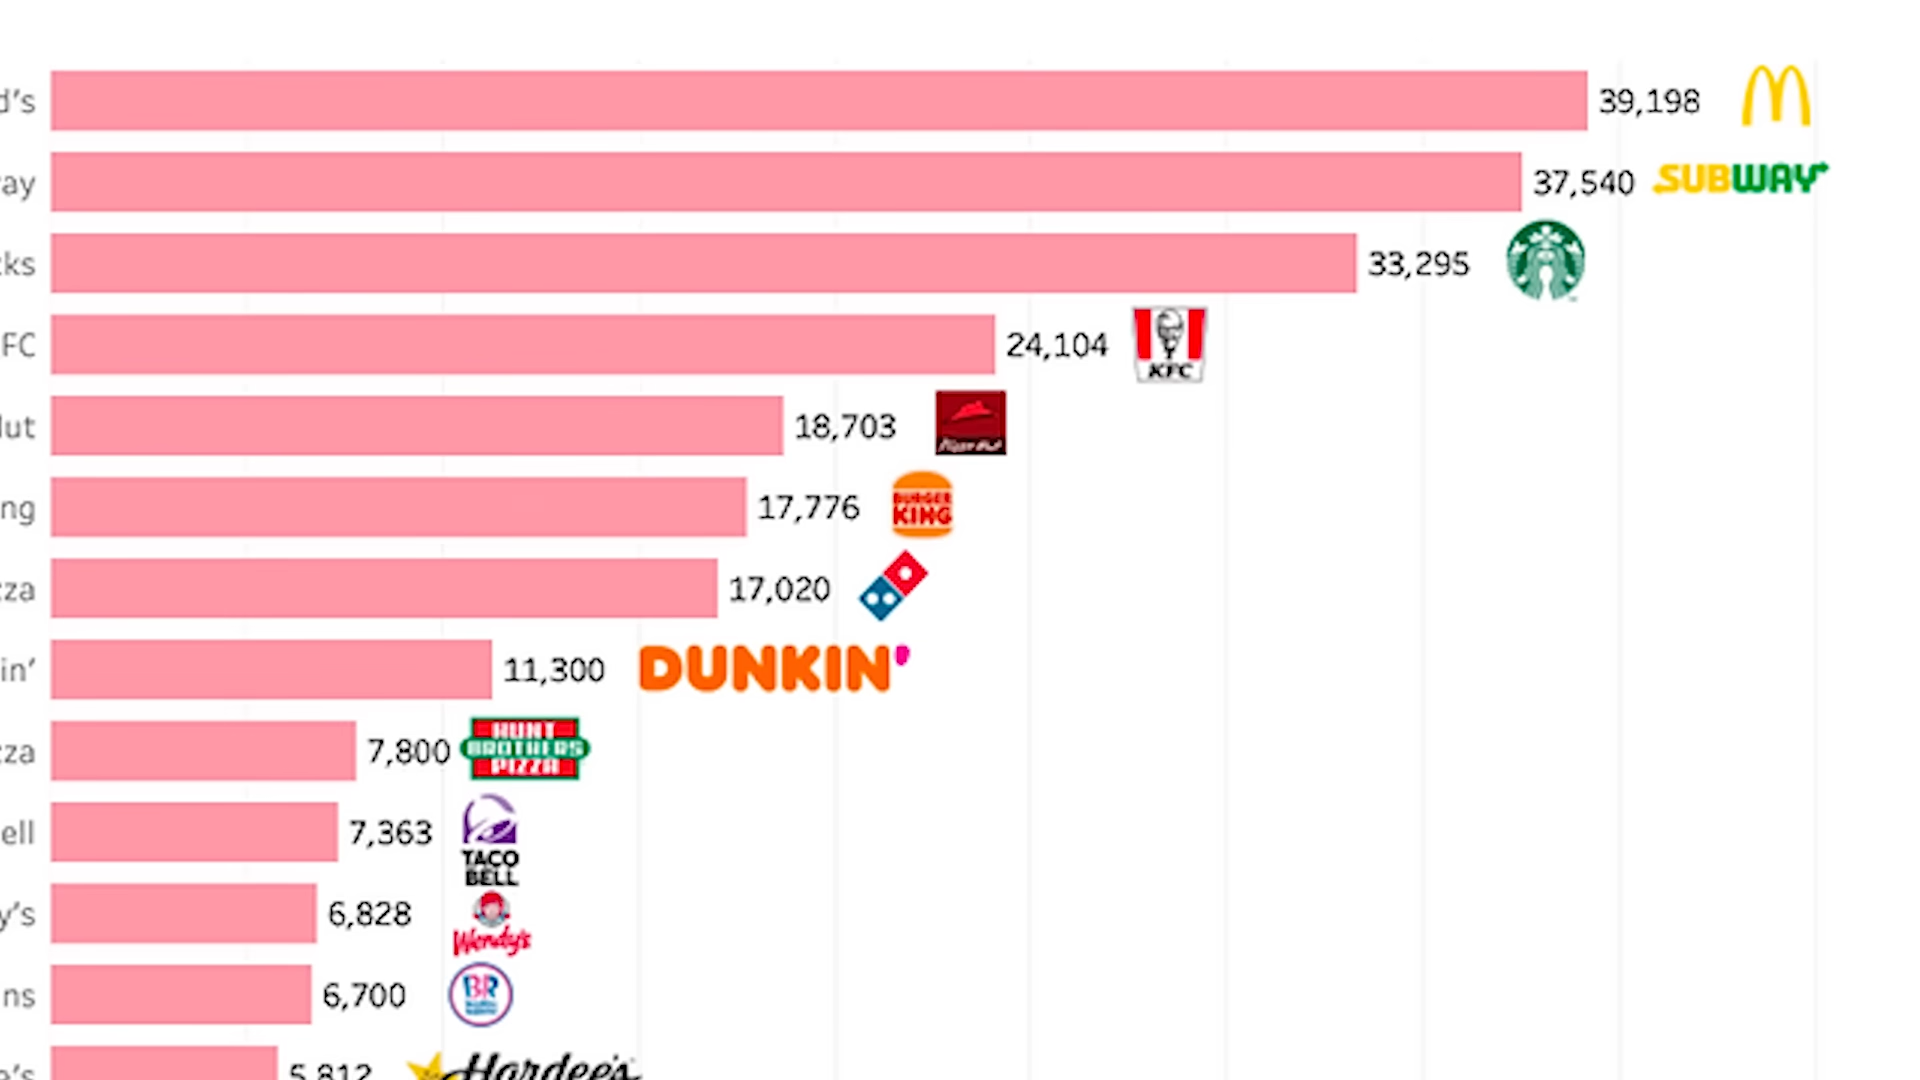 d's 39,198
ay 37,540 SUBWAY
ks 33,295
FC 24,104 KFC
lut 18,703 Pizza Hut
ng 17,776 BURGER KING
za 17,020
in' 11,300 DUNKIN'
za 7,800 HUNT BROTHERS PIZZA
ell 7,363 TACO BELL
y's 6,828 Wendy's
ns 6,700 BR
e's 5,812 Hardee's